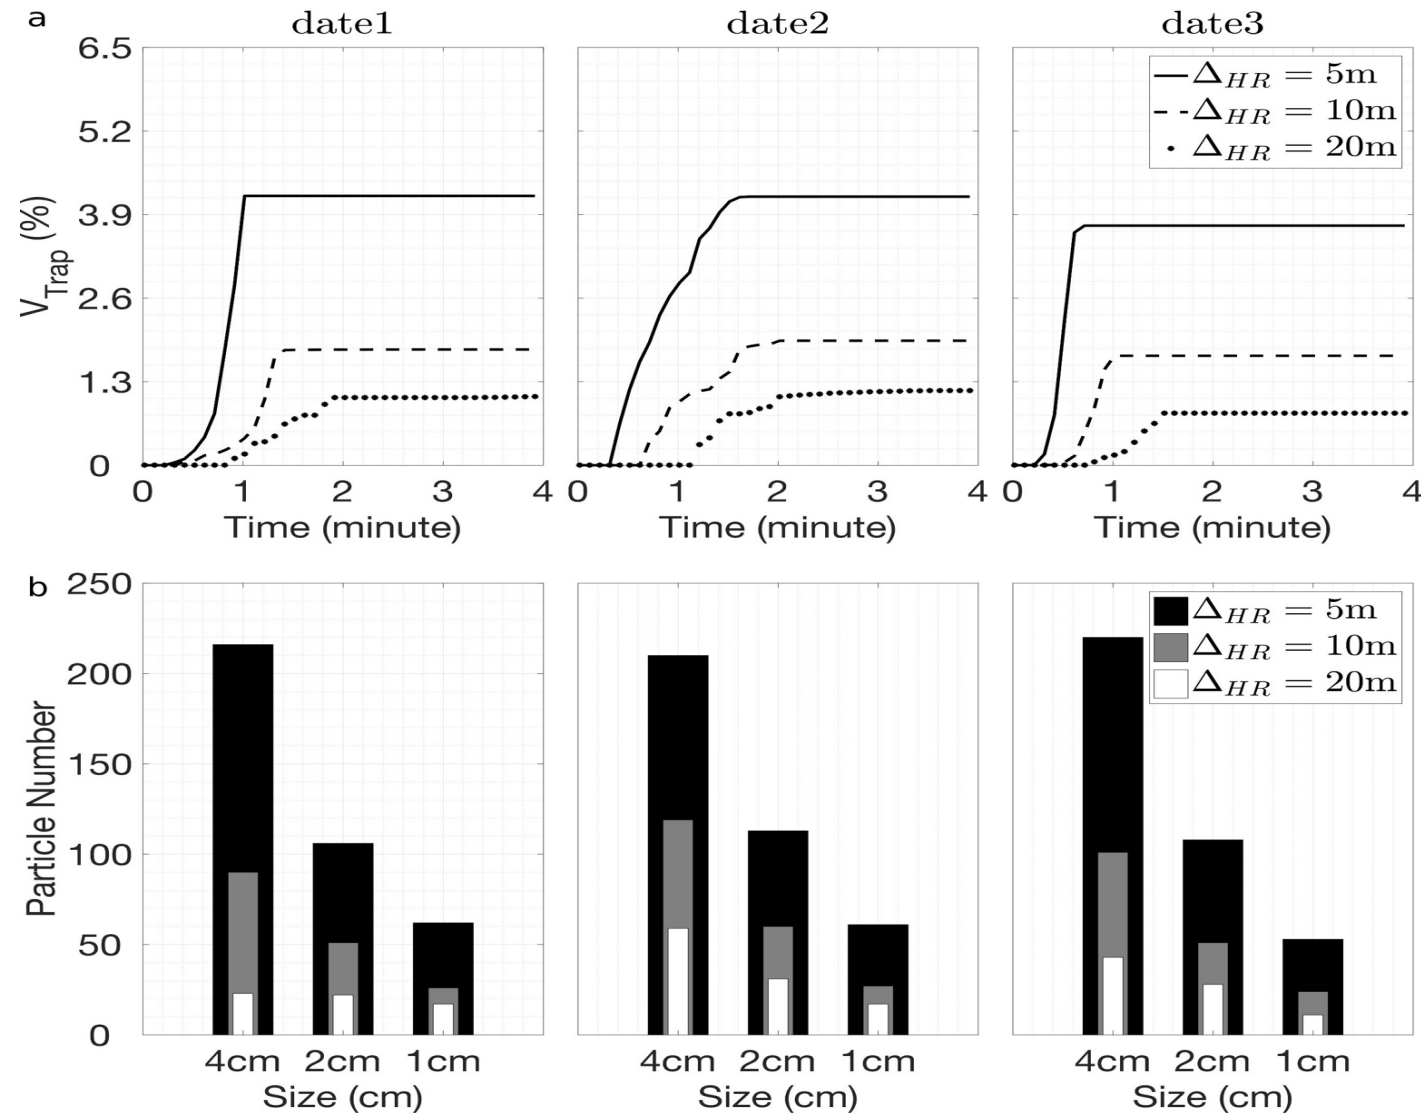 a
date1
date2
date3
6.5
5.2
3.9
2.6
1.3
0
V_Trap (%)
Δ_HR = 5m
Δ_HR = 10m
Δ_HR = 20m
0 1 2 3 4
0 1 2 3 4
0 1 2 3 4
Time (minute)
Time (minute)
Time (minute)
b
250
200
150
100
50
0
Particle Number
Δ_HR = 5m
Δ_HR = 10m
Δ_HR = 20m
4cm 2cm 1cm
4cm 2cm 1cm
4cm 2cm 1cm
Size (cm)
Size (cm)
Size (cm)